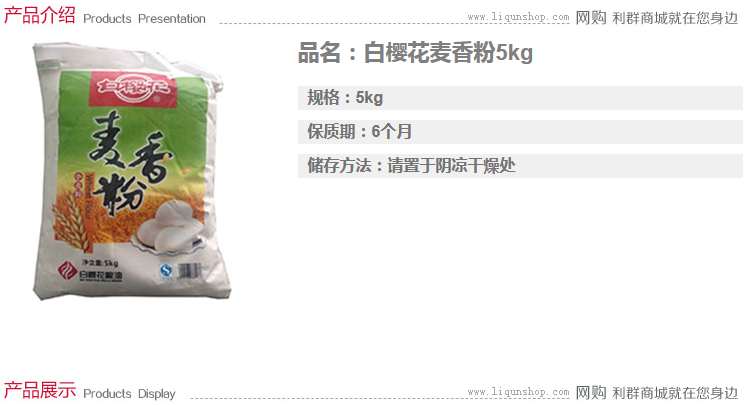 产品介绍 Products Presentation www.liqunshop.com 网购 利群商城就在您身边
品名：白樱花麦香粉5kg
规格：5kg
保质期：6个月
储存方法：请置于阴凉干燥处
白樱花
麦香粉
Wheat Flour
净含量:5kg
白樱花粮油
产品展示 Products Display www.liqunshop.com 网购 利群商城就在您身边